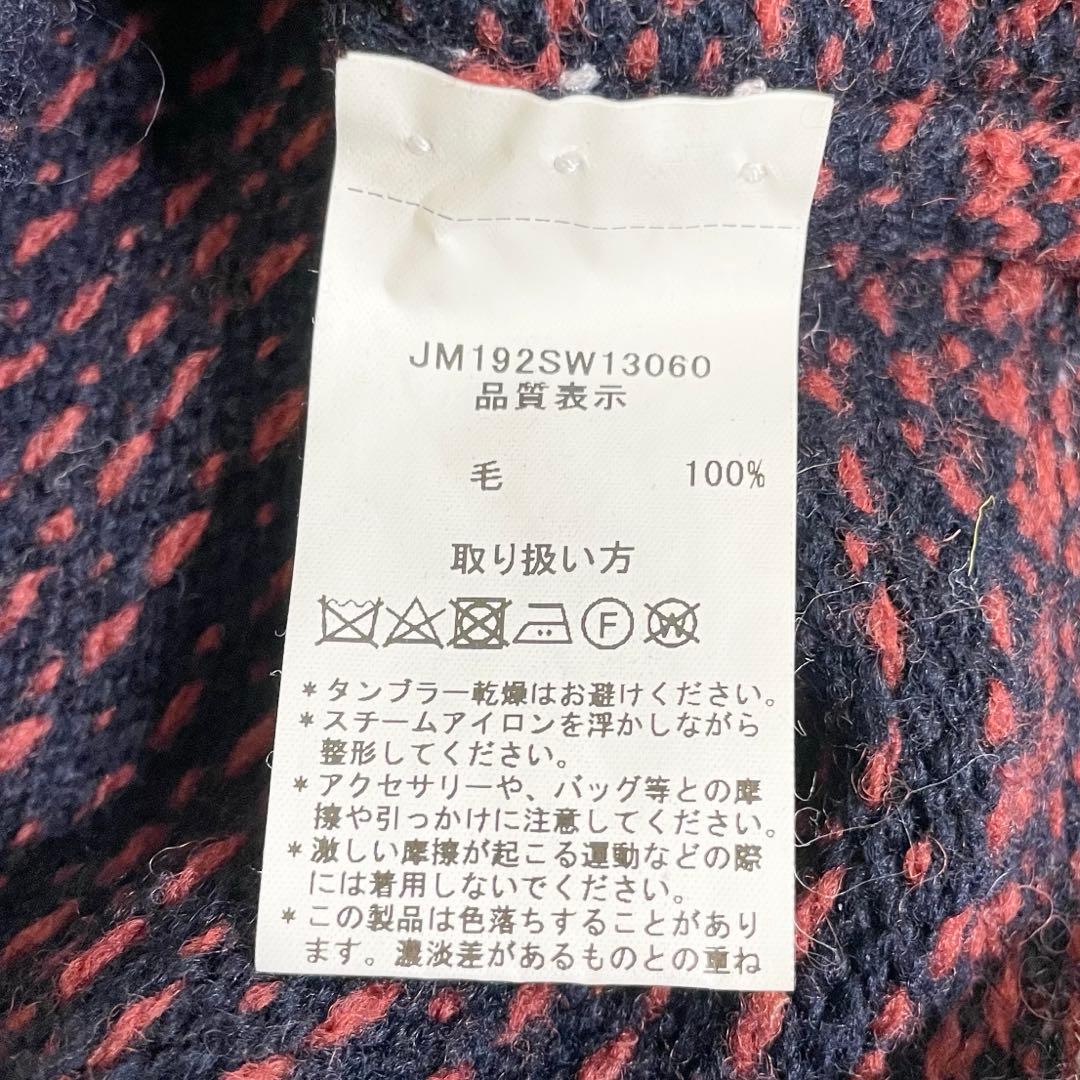 JM192SW13060
品質表示
毛 100%
取り扱い方
F W
*タンブラー乾燥はお避けください。
*スチームアイロンを浮かしながら
整形してください。
*アクセサリーや、バッグ等との摩
擦や引っかけに注意してください。
*激しい摩擦が起こる運動などの際
には着用しないでください。
*この製品は色落ちすることがあり
ます。濃淡差があるものとの重ね